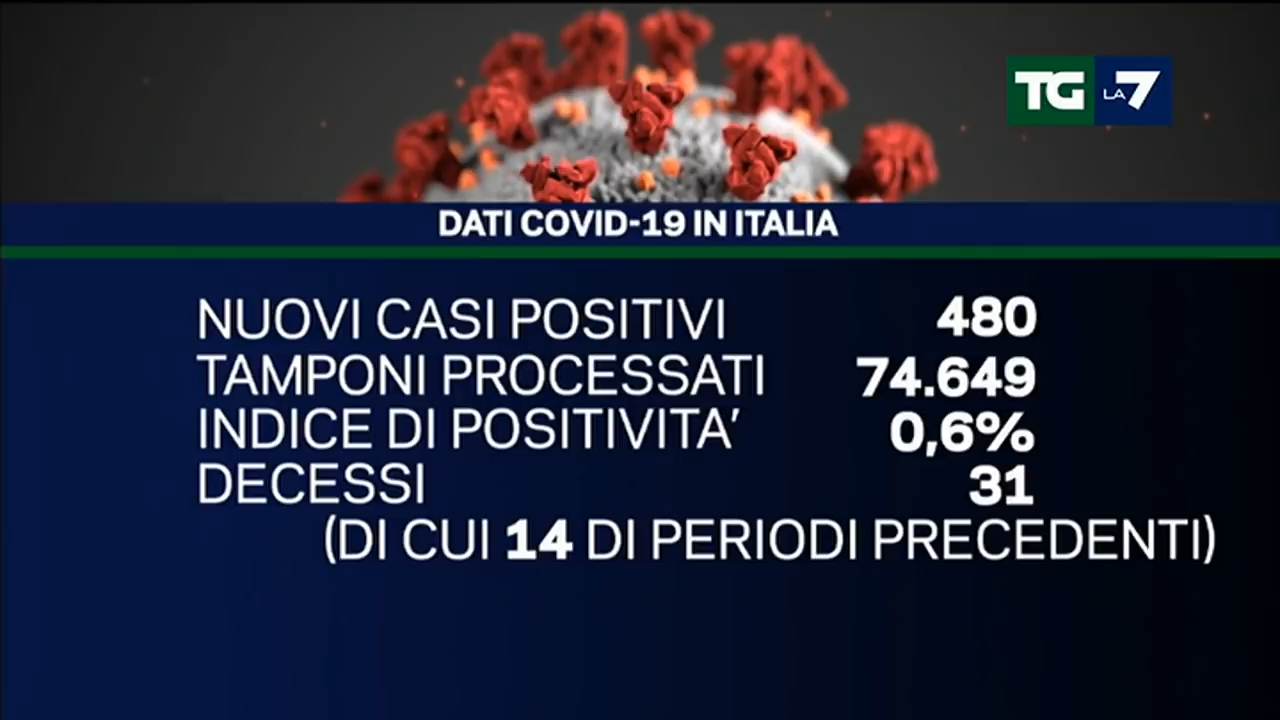 TG LA7
DATI COVID-19 IN ITALIA
NUOVI CASI POSITIVI 480
TAMPONI PROCESSATI 74.649
INDICE DI POSITIVITA' 0,6%
DECESSI 31
(DI CUI 14 DI PERIODI PRECEDENTI)